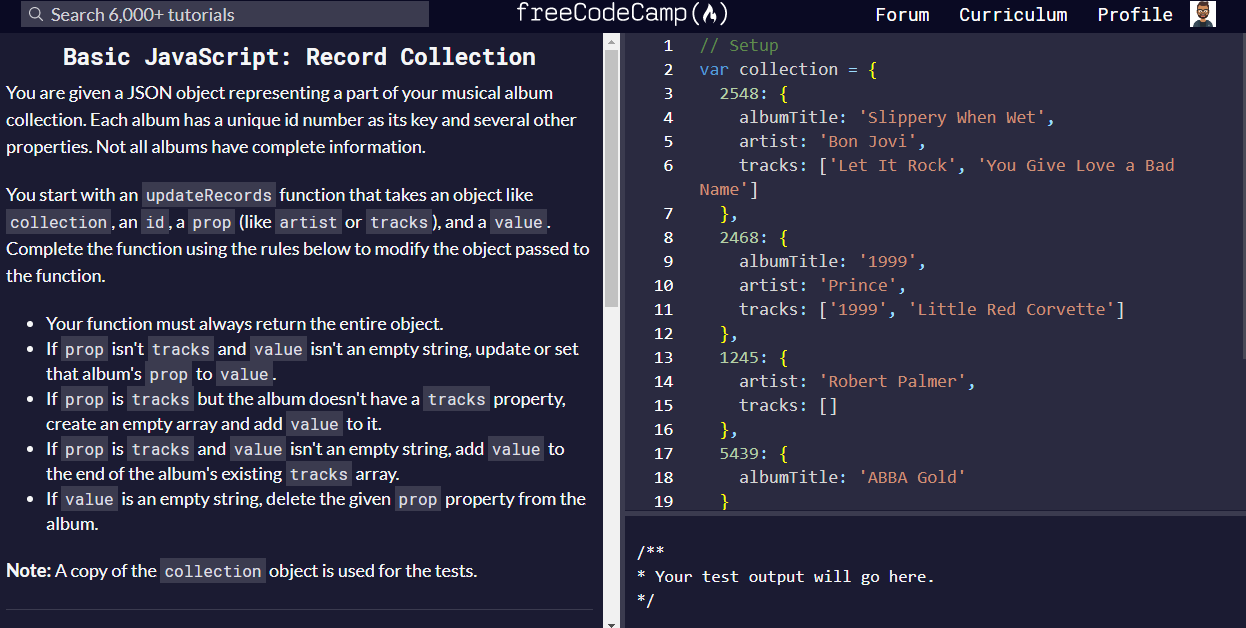 Search 6,000+ tutorials
freeCodeCamp
Forum Curriculum Profile
Basic JavaScript: Record Collection
You are given a JSON object representing a part of your musical album
collection. Each album has a unique id number as its key and several other
properties. Not all albums have complete information.
You start with an updateRecords function that takes an object like
collection, an id, a prop (like artist or tracks), and a value.
Complete the function using the rules below to modify the object passed to
the function.
• Your function must always return the entire object.
• If prop isn't tracks and value isn't an empty string, update or set
that album's prop to value.
• If prop is tracks but the album doesn't have a tracks property,
create an empty array and add value to it.
• If prop is tracks and value isn't an empty string, add value to
the end of the album's existing tracks array.
• If value is an empty string, delete the given prop property from the
album.
Note: A copy of the collection object is used for the tests.
1 // Setup
2 var collection = {
3 2548: {
4 albumTitle: 'Slippery When Wet',
5 artist: 'Bon Jovi',
6 tracks: ['Let It Rock', 'You Give Love a Bad
Name']
7 },
8 2468: {
9 albumTitle: '1999',
10 artist: 'Prince',
11 tracks: ['1999', 'Little Red Corvette']
12 },
13 1245: {
14 artist: 'Robert Palmer',
15 tracks: []
16 },
17 5439: {
18 albumTitle: 'ABBA Gold'
19 }
/**
* Your test output will go here.
*/